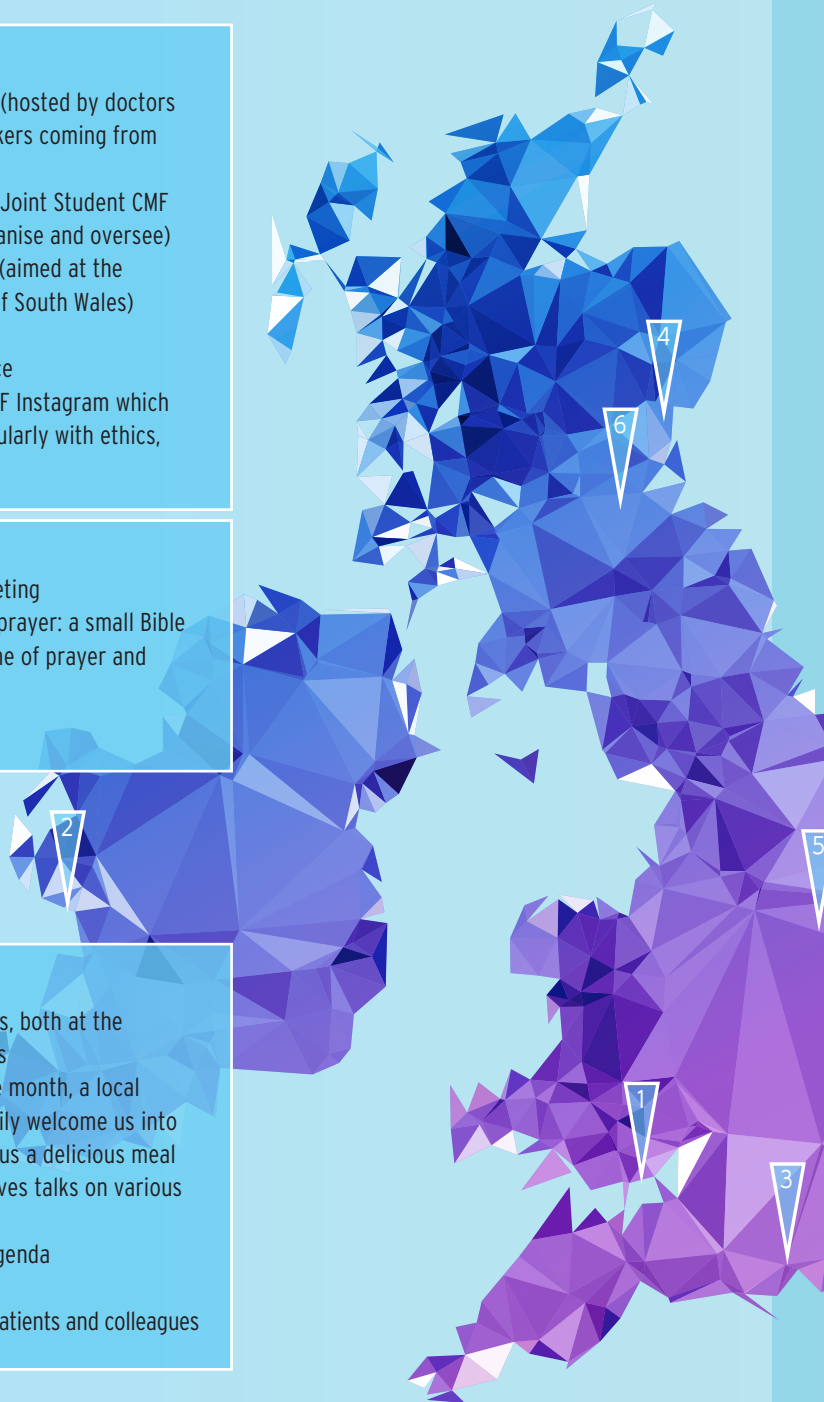 (hosted by doctors
kers coming from
Joint Student CMF
anise and oversee)
(aimed at the
f South Wales)
ce
F Instagram which
ularly with ethics,
eting
prayer: a small Bible
ne of prayer and
s, both at the
s
e month, a local
ily welcome us into
us a delicious meal
ves talks on various
genda
atients and colleagues
4
6
2
5
1
3